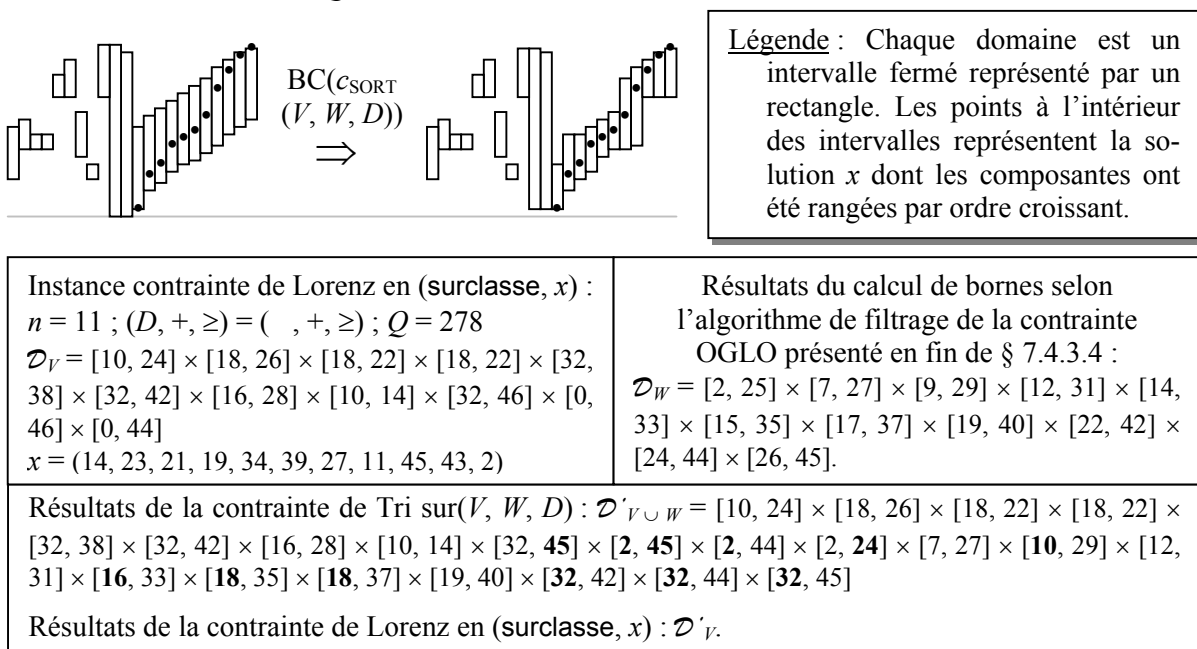 BC(cSORT
(V, W, D))
⇒
Légende : Chaque domaine est un
intervalle fermé représenté par un
rectangle. Les points à l’intérieur
des intervalles représentent la so-
lution x dont les composantes ont
été rangées par ordre croissant.
Instance contrainte de Lorenz en (surclasse, x) :
n = 11 ; (D, +, ≥) = ( , +, ≥) ; Q = 278
𝒟V = [10, 24] × [18, 26] × [18, 22] × [18, 22] × [32,
38] × [32, 42] × [16, 28] × [10, 14] × [32, 46] × [0,
46] × [0, 44]
x = (14, 23, 21, 19, 34, 39, 27, 11, 45, 43, 2)
Résultats du calcul de bornes selon
l’algorithme de filtrage de la contrainte
OGLO présenté en fin de § 7.4.3.4 :
𝒟W = [2, 25] × [7, 27] × [9, 29] × [12, 31] × [14,
33] × [15, 35] × [17, 37] × [19, 40] × [22, 42] ×
[24, 44] × [26, 45].
Résultats de la contrainte de Tri sur(V, W, D) : 𝒟′V ∪ W = [10, 24] × [18, 26] × [18, 22] × [18, 22] ×
[32, 38] × [32, 42] × [16, 28] × [10, 14] × [32, 45] × [2, 45] × [2, 44] × [2, 24] × [7, 27] × [10, 29] × [12,
31] × [16, 33] × [18, 35] × [18, 37] × [19, 40] × [32, 42] × [32, 44] × [32, 45]
Résultats de la contrainte de Lorenz en (surclasse, x) : 𝒟′V.